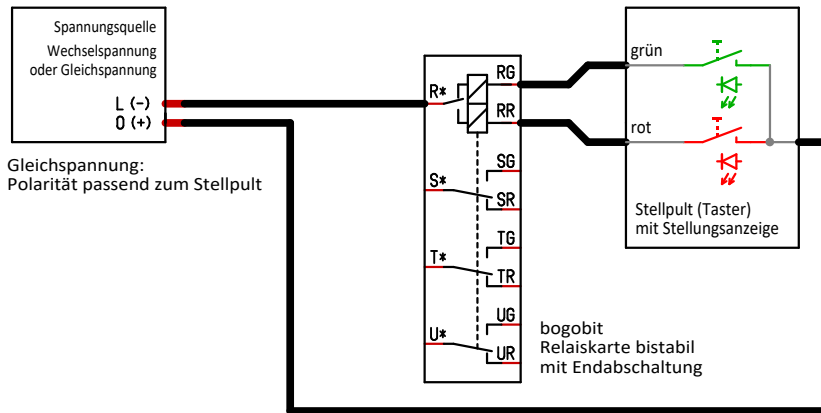 Spannungsquelle
Wechselspannung
oder Gleichspannung
L (-)
0 (+)
Gleichspannung:
Polarität passend zum Stellpult
R*
RG
RR
S*
SG
SR
T*
TG
TR
U*
UG
UR
bogobit
Relaiskarte bistabil
mit Endabschaltung
grün
rot
Stellpult (Taster)
mit Stellungsanzeige